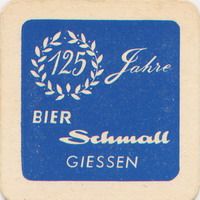 125 Jahre
BIER
Schmall
GIESSEN